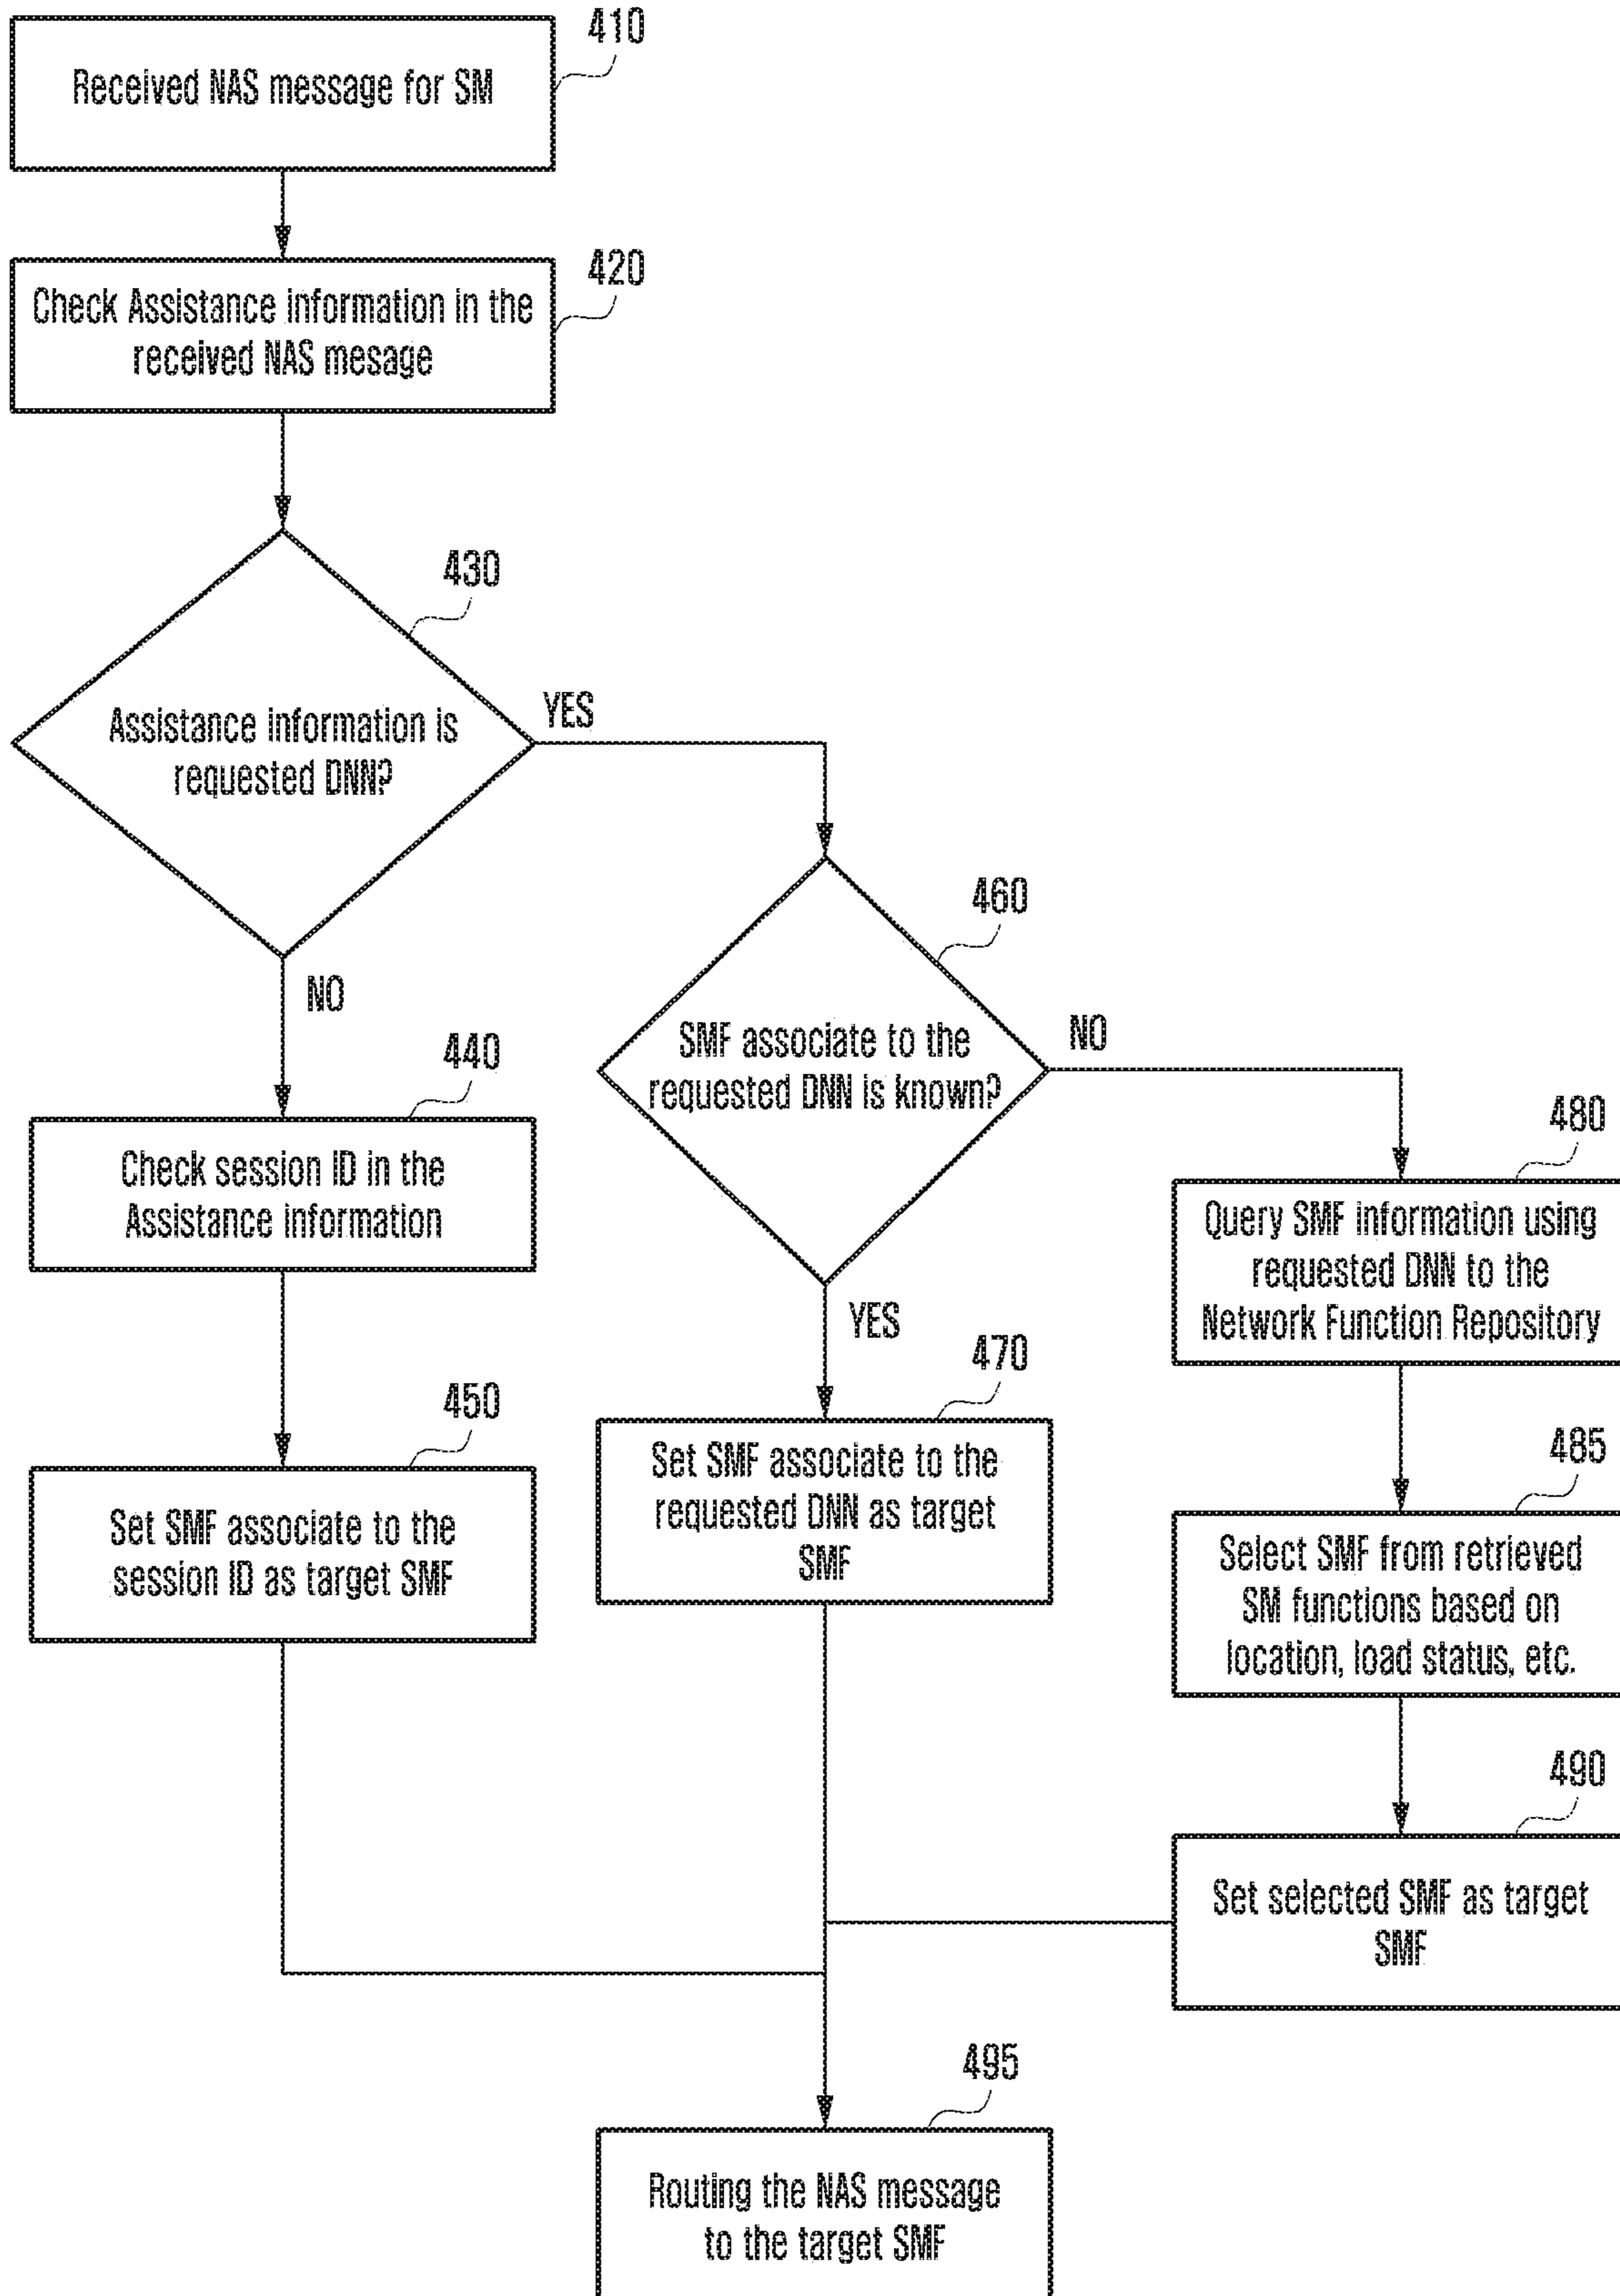 410
Received NAS message for SM
420
Check Assistance information in the
received NAS mesage
430
Assistance information is
requested DNN?
YES
NO
460
SMF associate to the
requested DNN is known?
NO
YES
440
Check session ID in the
Assistance information
450
Set SMF associate to the
session ID as target SMF
470
Set SMF associate to the
requested DNN as target
SMF
480
Query SMF information using
requested DNN to the
Network Function Repository
485
Select SMF from retrieved
SM functions based on
location, load status, etc.
490
Set selected SMF as target
SMF
495
Routing the NAS message
to the target SMF